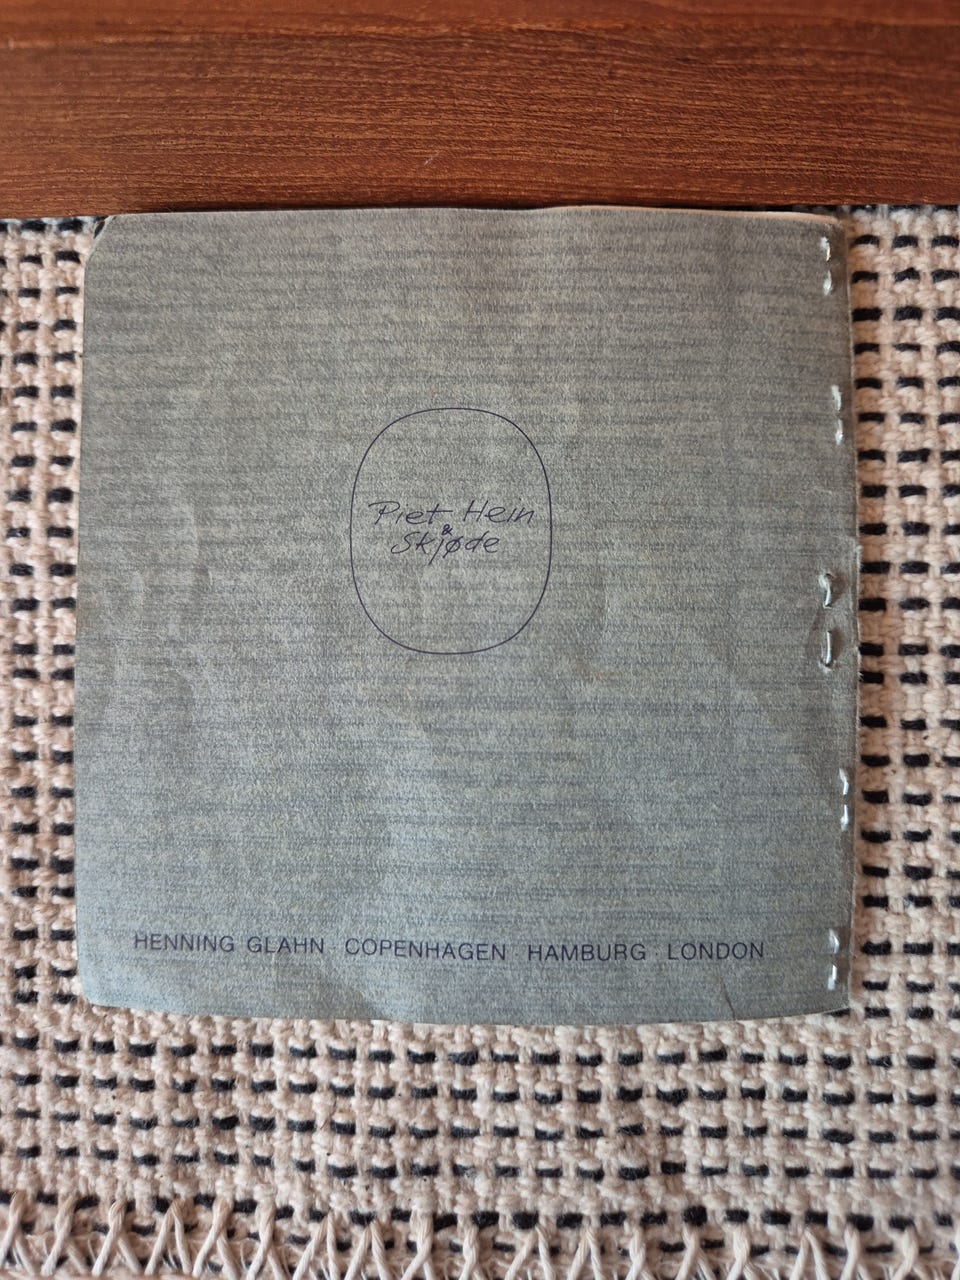 Piet Hein
&
Skjøde
HENNING GLAHN · COPENHAGEN HAMBURG · LONDON